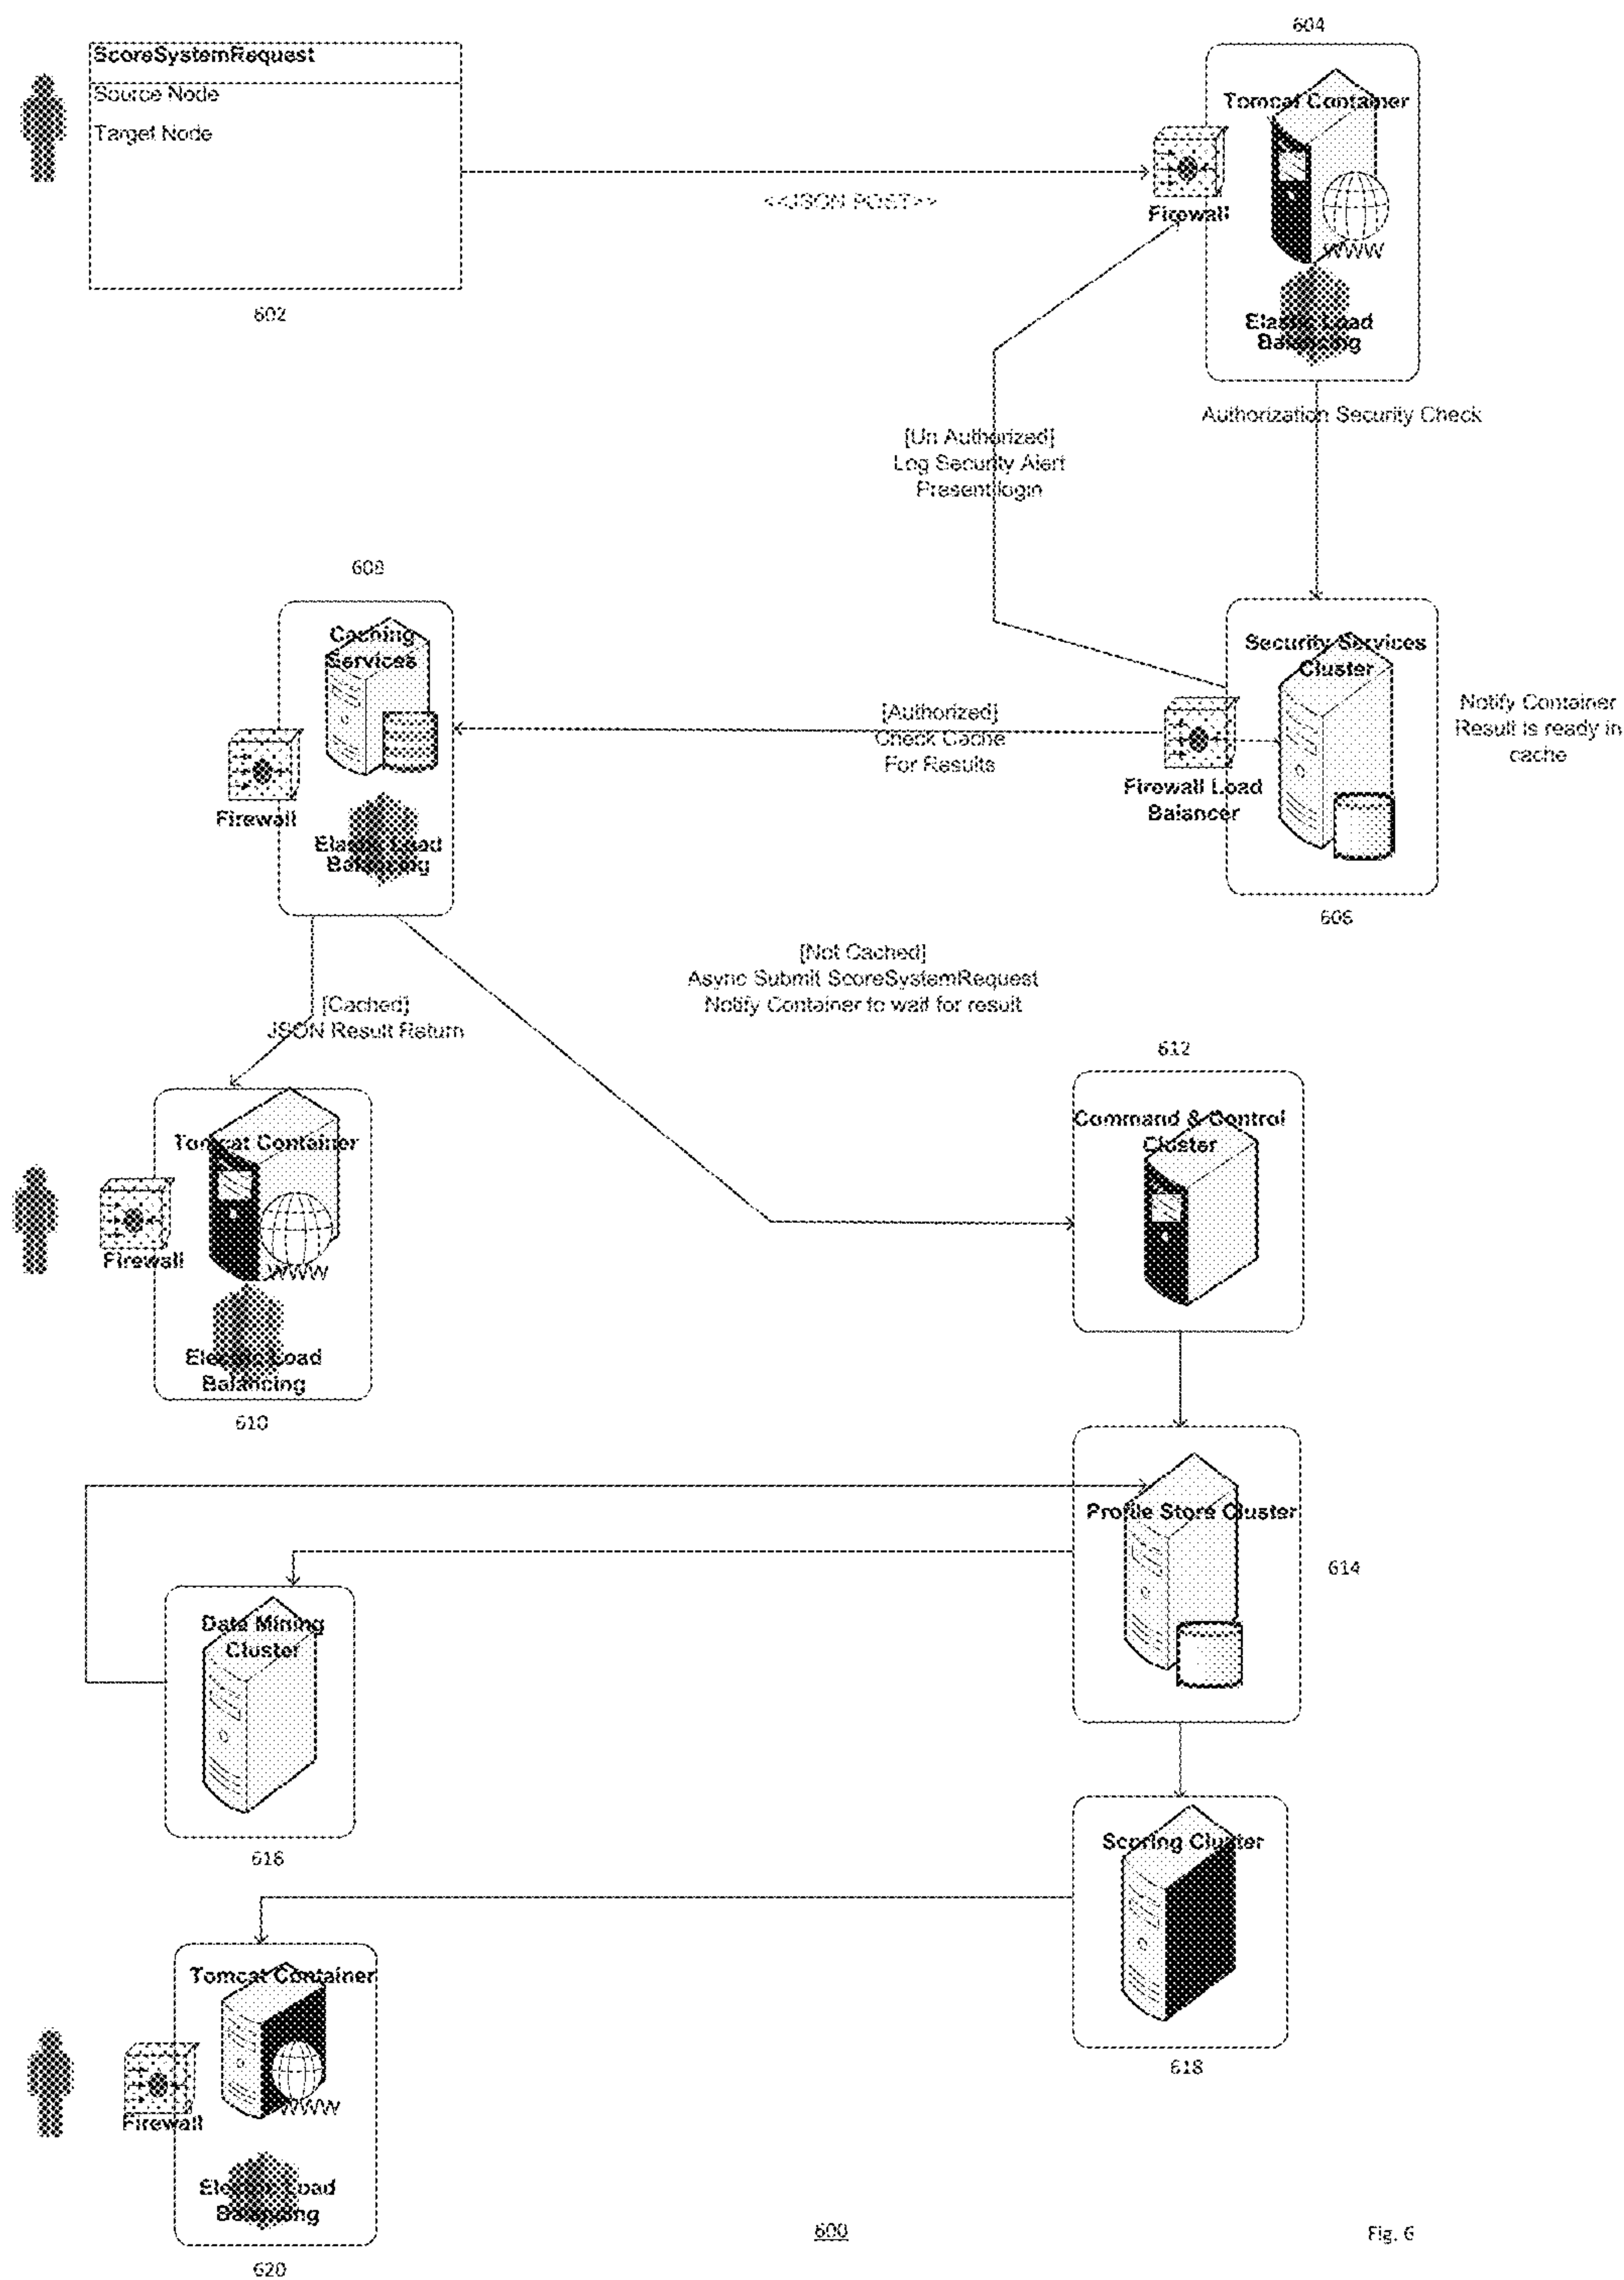 604
ScoreSystemRequest
Source Node
Target Node
602
<<JSON POST>>
Tomcat Container
Firewall
WWW
Elastic Load
Balancing
Authorization Security Check
[Un Authorized]
Log Security Alert
Present login
608
Caching
Services
Firewall
Elastic Load
Balancing
[Authorized]
Check Cache
For Results
Security Services
Cluster
Firewall Load
Balancer
606
Notify Container
Result is ready in
cache
[Not Cached]
Async Submit ScoreSystemRequest
Notify Container to wait for result
[Cached]
JSON Result Return
612
Command & Control
Cluster
Tomcat Container
Firewall
WWW
Electric Load
Balancing
610
Profile Store Cluster
614
Data Mining
Cluster
616
Scoring Cluster
618
Tomcat Container
Firewall
WWW
Electric Load
Balancing
620
600
Fig. 6